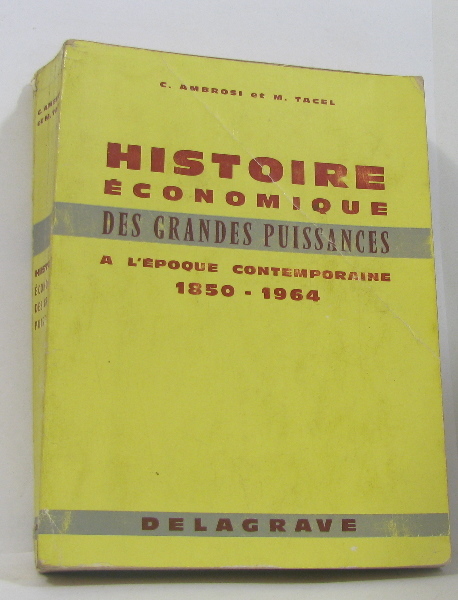 C. AMBROSI et M. TACEL
HISTOIRE
ÉCONOMIQUE
DES GRANDES PUISSANCES
A L'ÉPOQUE CONTEMPORAINE
1850 - 1964
DELAGRAVE